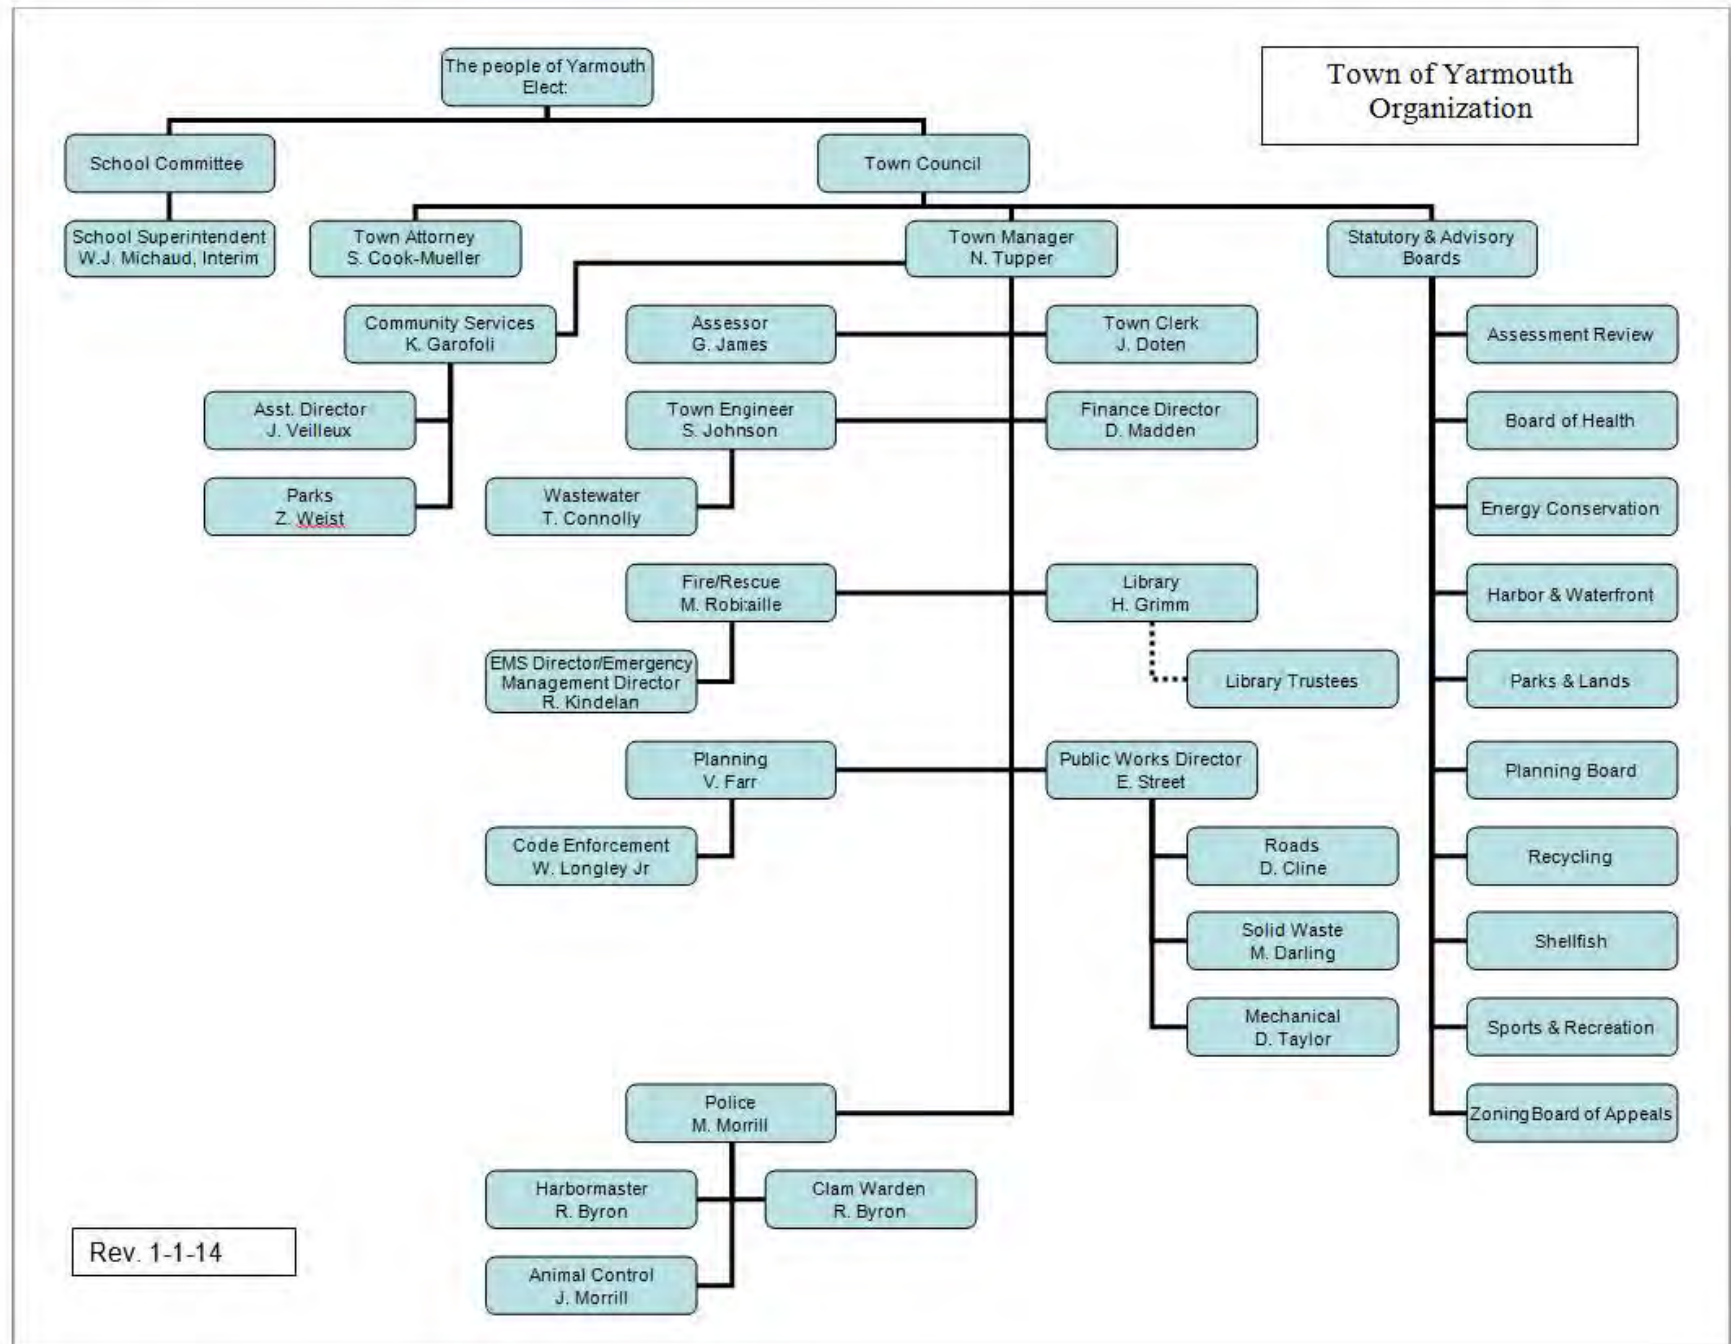 The people of Yarmouth
Elect:
Town of Yarmouth
Organization
School Committee
Town Council
School Superintendent
W.J. Michaud, Interim
Town Attorney
S. Cook-Mueller
Town Manager
N. Tupper
Statutory & Advisory
Boards
Community Services
K. Garofoli
Assessor
G. James
Town Clerk
J. Doten
Assessment Review
Asst. Director
J. Veilleux
Town Engineer
S. Johnson
Finance Director
D. Madden
Board of Health
Parks
Z. Weist
Wastewater
T. Connolly
Energy Conservation
Fire/Rescue
M. Robitaille
Library
H. Grimm
Harbor & Waterfront
EMS Director/Emergency
Management Director
R. Kindelan
Library Trustees
Parks & Lands
Planning
V. Farr
Public Works Director
E. Street
Planning Board
Code Enforcement
W. Longley Jr
Roads
D. Cline
Recycling
Solid Waste
M. Darling
Shellfish
Mechanical
D. Taylor
Sports & Recreation
Police
M. Morrill
Zoning Board of Appeals
Harbormaster
R. Byron
Clam Warden
R. Byron
Rev. 1-1-14
Animal Control
J. Morrill